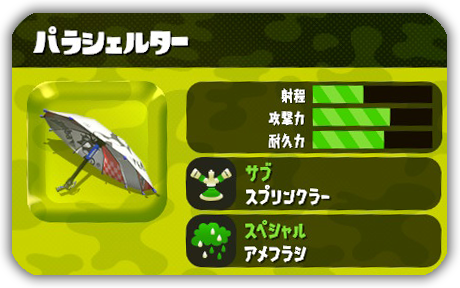 パラシェルター
射程
攻撃力
耐久力
サブ
スプリンクラー
スペシャル
アメフラシ